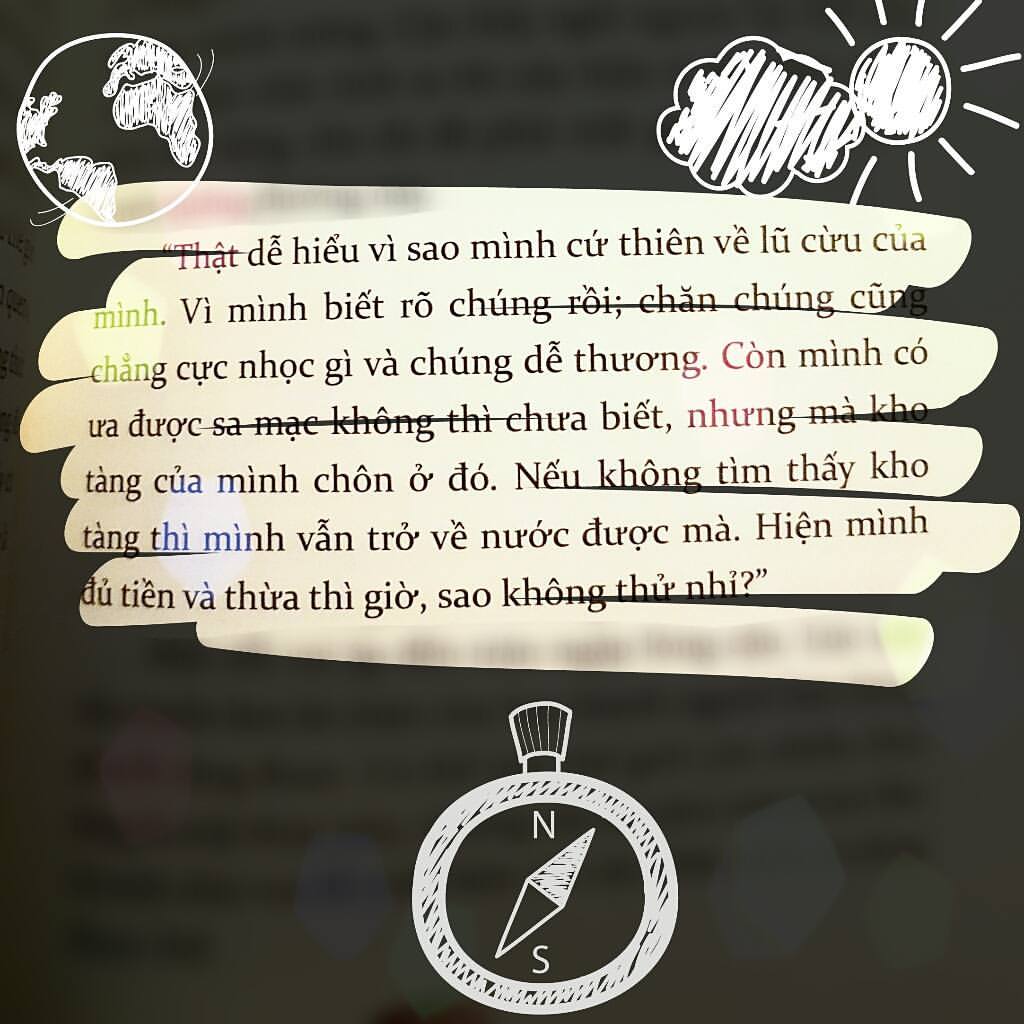 “Thật dễ hiểu vì sao mình cứ thiên về lũ cừu của
mình. Vì mình biết rõ chúng rồi; chăn chúng cũng
chẳng cực nhọc gì và chúng dễ thương. Còn mình có
ưa được sa mạc không thì chưa biết, nhưng mà kho
tàng của mình chôn ở đó. Nếu không tìm thấy kho
tàng thì mình vẫn trở về nước được mà. Hiện mình
đủ tiền và thừa thì giờ, sao không thử nhỉ?”
N
S